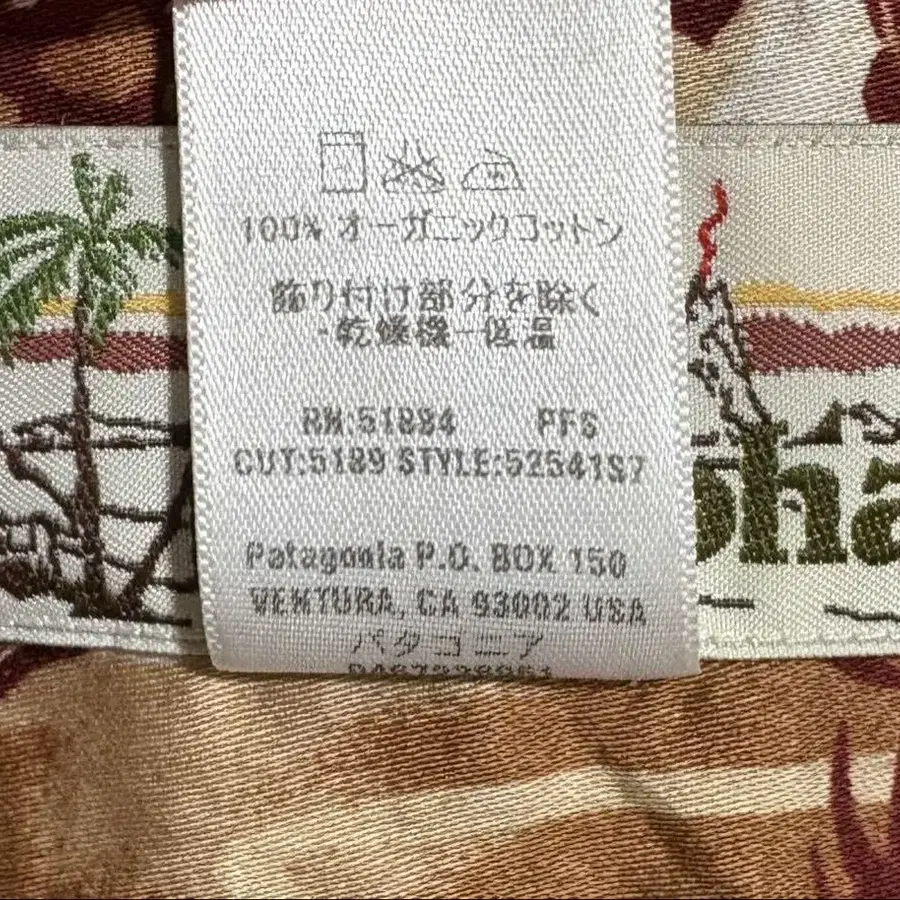 100% オーガニックコットン
飾り付け部分を除く
・乾燥機－低温
RN:51884 PFS
CUT:5189 STYLE:52541S7
Patagonia P.O. BOX 150
VENTURA, CA 93002 USA
パタゴニア
oha